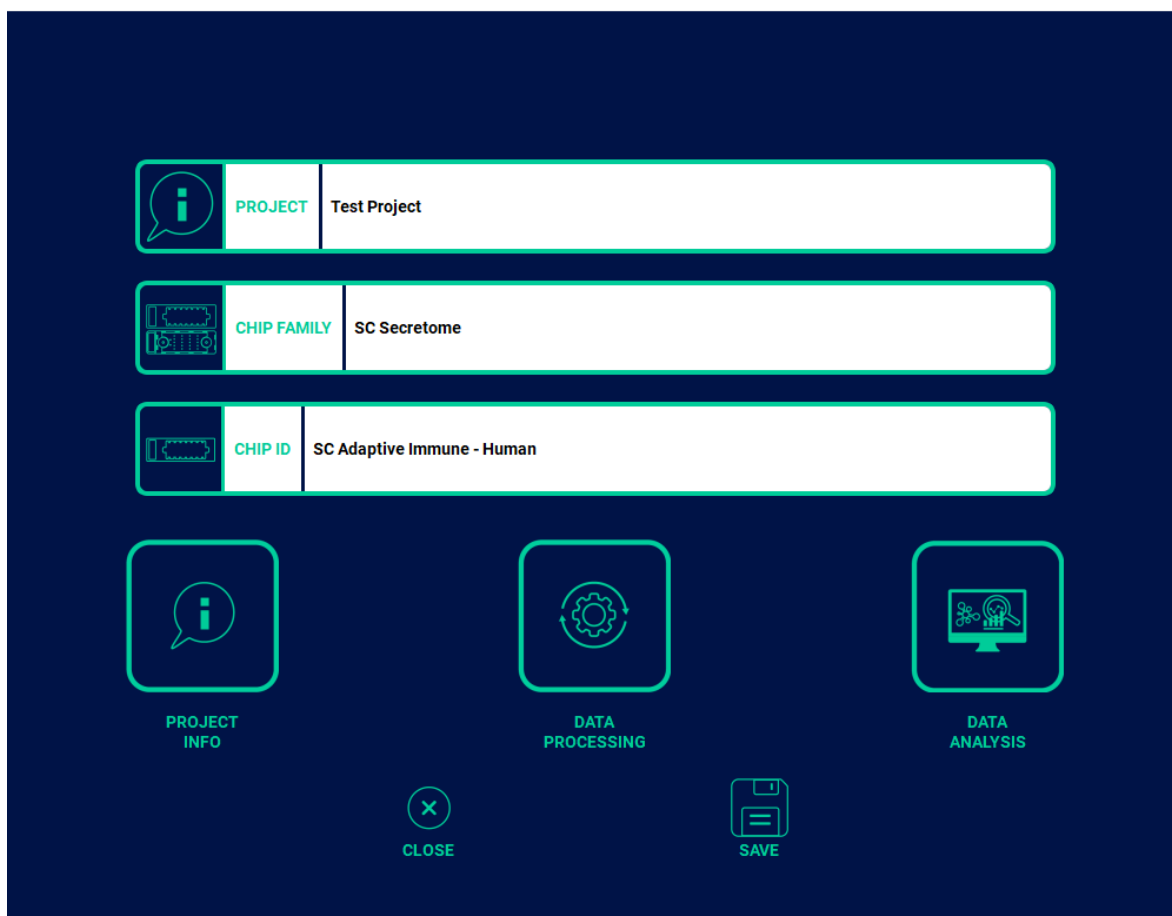 PROJECT Test Project
CHIP FAMILY SC Secretome
CHIP ID SC Adaptive Immune - Human
PROJECT
INFO
DATA
PROCESSING
DATA
ANALYSIS
CLOSE
SAVE